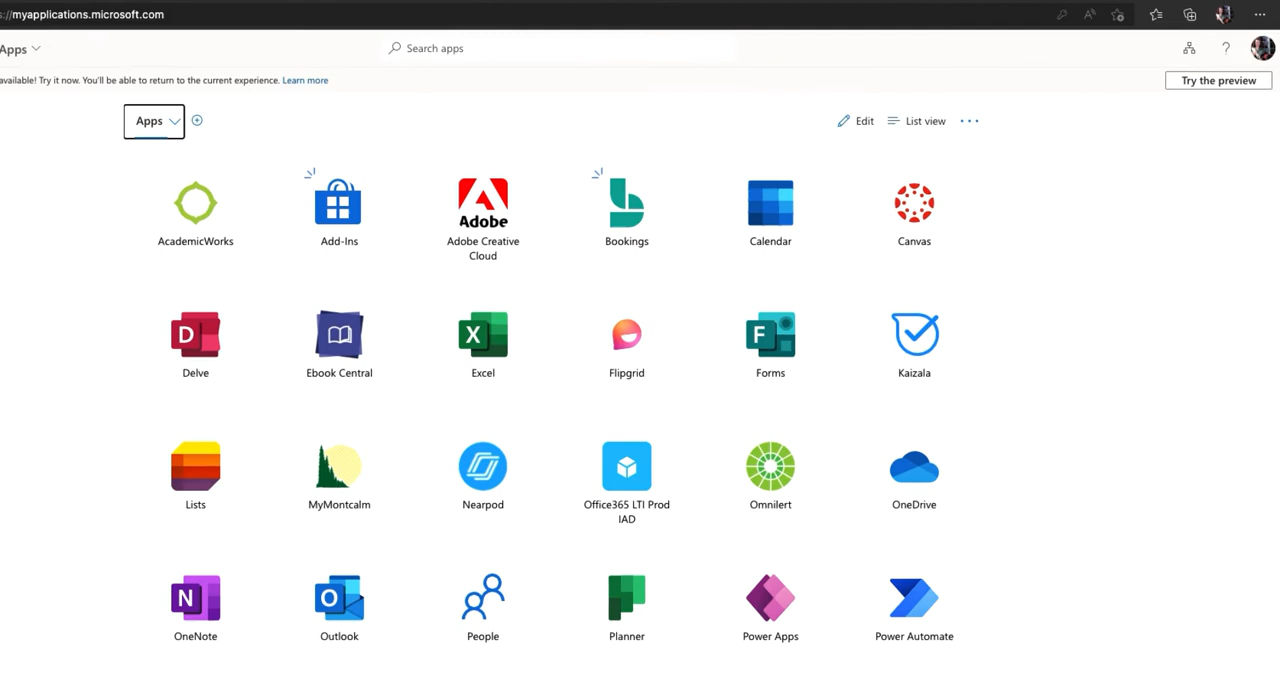 ://myapplications.microsoft.com
Apps
Search apps
available! Try it now. You'll be able to return to the current experience. Learn more
Try the preview
Apps
Edit
List view
AcademicWorks
Add-Ins
Adobe
Adobe Creative
Cloud
Bookings
Calendar
Canvas
D
Delve
Ebook Central
X
Excel
Flipgrid
F
Forms
Kaizala
Lists
MyMontcalm
Nearpod
Office365 LTI Prod
IAD
Omnilert
OneDrive
N
OneNote
O
Outlook
People
Planner
Power Apps
Power Automate